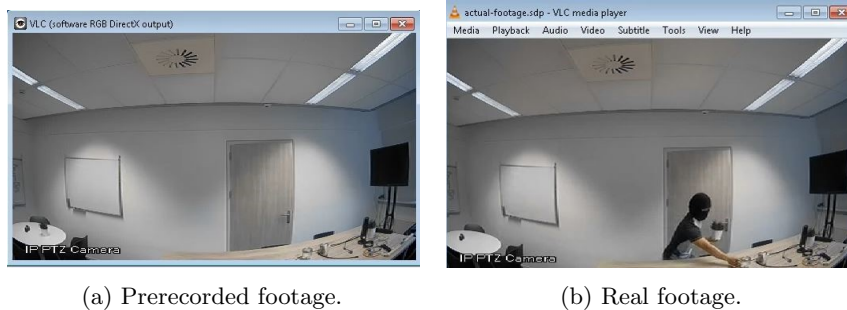 VLC (software RGB DirectX output)
IP PTZ Camera
(a) Prerecorded footage.
actual-footage.sdp - VLC media player
Media Playback Audio Video Subtitle Tools View Help
IP PTZ Camera
(b) Real footage.